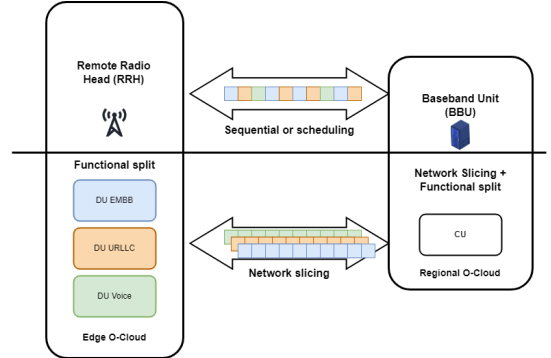 Remote Radio
Head (RRH)
Sequential or scheduling
Baseband Unit
(BBU)
Functional split
DU EMBB
DU URLLC
DU Voice
Edge O-Cloud
Network slicing
Network Slicing +
Functional split
CU
Regional O-Cloud